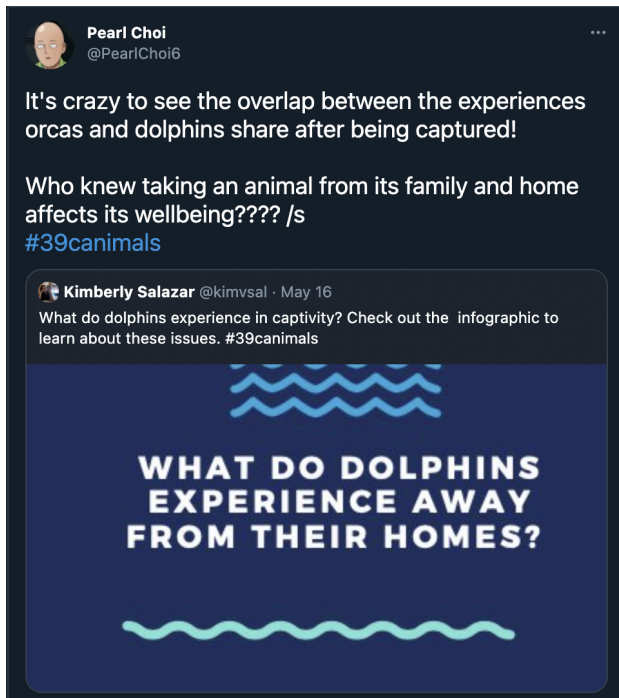 Pearl Choi
@PearlChoi6
It's crazy to see the overlap between the experiences
orcas and dolphins share after being captured!
Who knew taking an animal from its family and home
affects its wellbeing???? /s
#39canimals
Kimberly Salazar @kimvsal · May 16
What do dolphins experience in captivity? Check out the  infographic to
learn about these issues. #39canimals
WHAT DO DOLPHINS
EXPERIENCE AWAY
FROM THEIR HOMES?